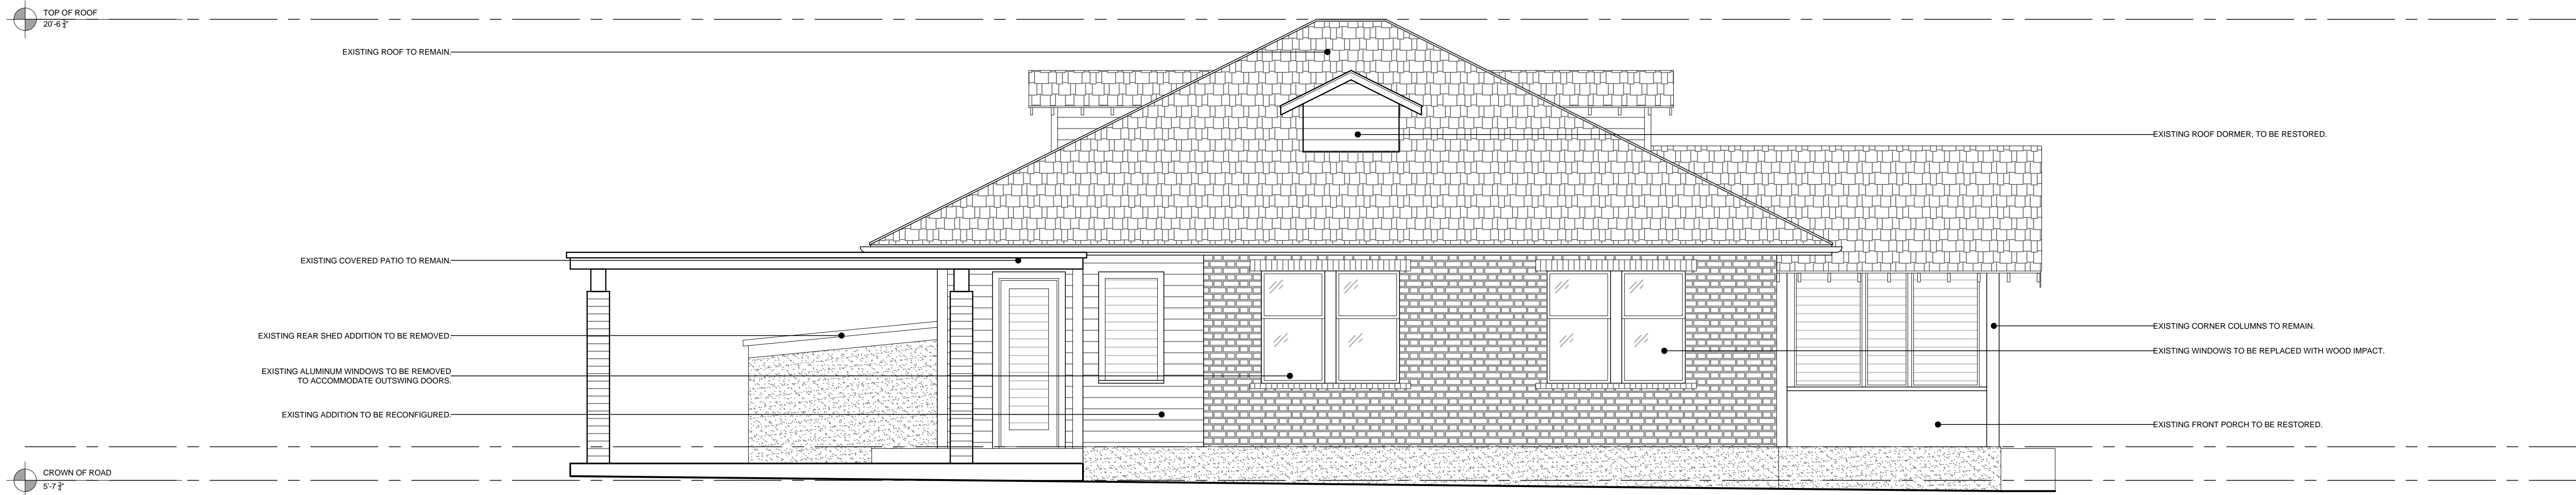 TOP OF ROOF
20'-6 3/4"
EXISTING ROOF TO REMAIN.
EXISTING ROOF DORMER, TO BE RESTORED.
EXISTING COVERED PATIO TO REMAIN.
EXISTING REAR SHED ADDITION TO BE REMOVED.
EXISTING CORNER COLUMNS TO REMAIN.
EXISTING WINDOWS TO BE REPLACED WITH WOOD IMPACT.
EXISTING ALUMINUM WINDOWS TO BE REMOVED
TO ACCOMMODATE OUTSWING DOORS.
EXISTING ADDITION TO BE RECONFIGURED.
EXISTING FRONT PORCH TO BE RESTORED.
CROWN OF ROAD
5'-7 3/4"